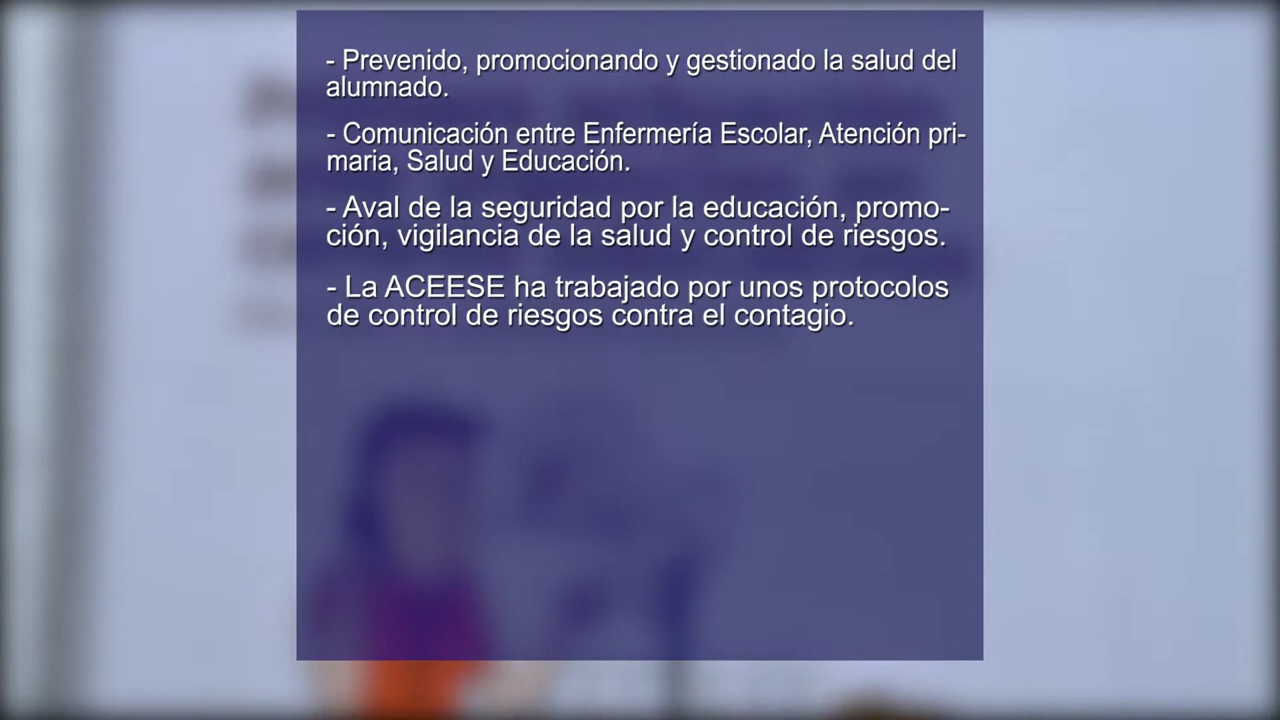 - Prevenido, promocionando y gestionado la salud del
alumnado.
- Comunicación entre Enfermería Escolar, Atención pri-
maria, Salud y Educación.
- Aval de la seguridad por la educación, promo-
ción, vigilancia de la salud y control de riesgos.
- La ACEESE ha trabajado por unos protocolos
de control de riesgos contra el contagio.